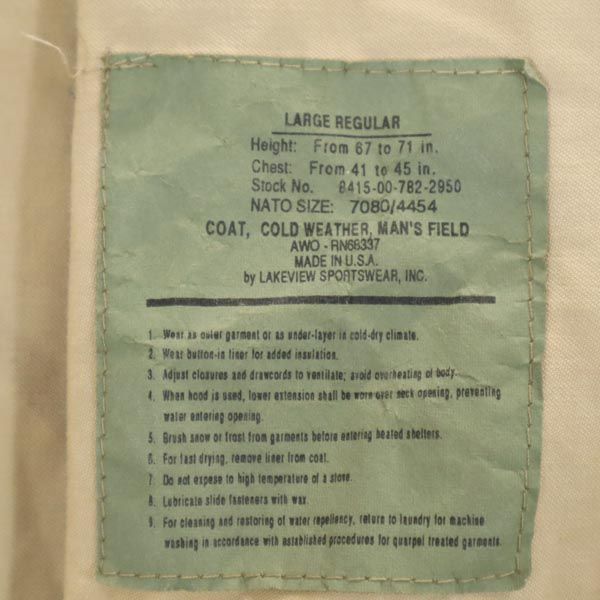 LARGE REGULAR
Height: From 67 to 71 in.
Chest: From 41 to 45 in.
Stock No. 8415-00-782-2950
NATO SIZE: 7080/4454
COAT, COLD WEATHER, MAN'S FIELD
AWO - RN68337
MADE IN U.S.A.
by LAKEVIEW SPORTSWEAR, INC.
1. Wear as outer garment or as under-layer in cold-dry climate.
2. Wear button-in liner for added insulation.
3. Adjust closures and drawcords to ventilate; avoid overheating of body.
4. When hood is used, lower extension shall be worn over neck opening, preventing
water entering opening.
5. Brush snow or frost from garments before entering heated shelters.
6. For fast drying, remove liner from coat.
7. Do not expose to high temperature of a stove.
8. Lubricate slide fasteners with wax.
9. For cleaning and restoring of water repellency, return to laundry for machine
washing in accordance with established procedures for quarpel treated garments.